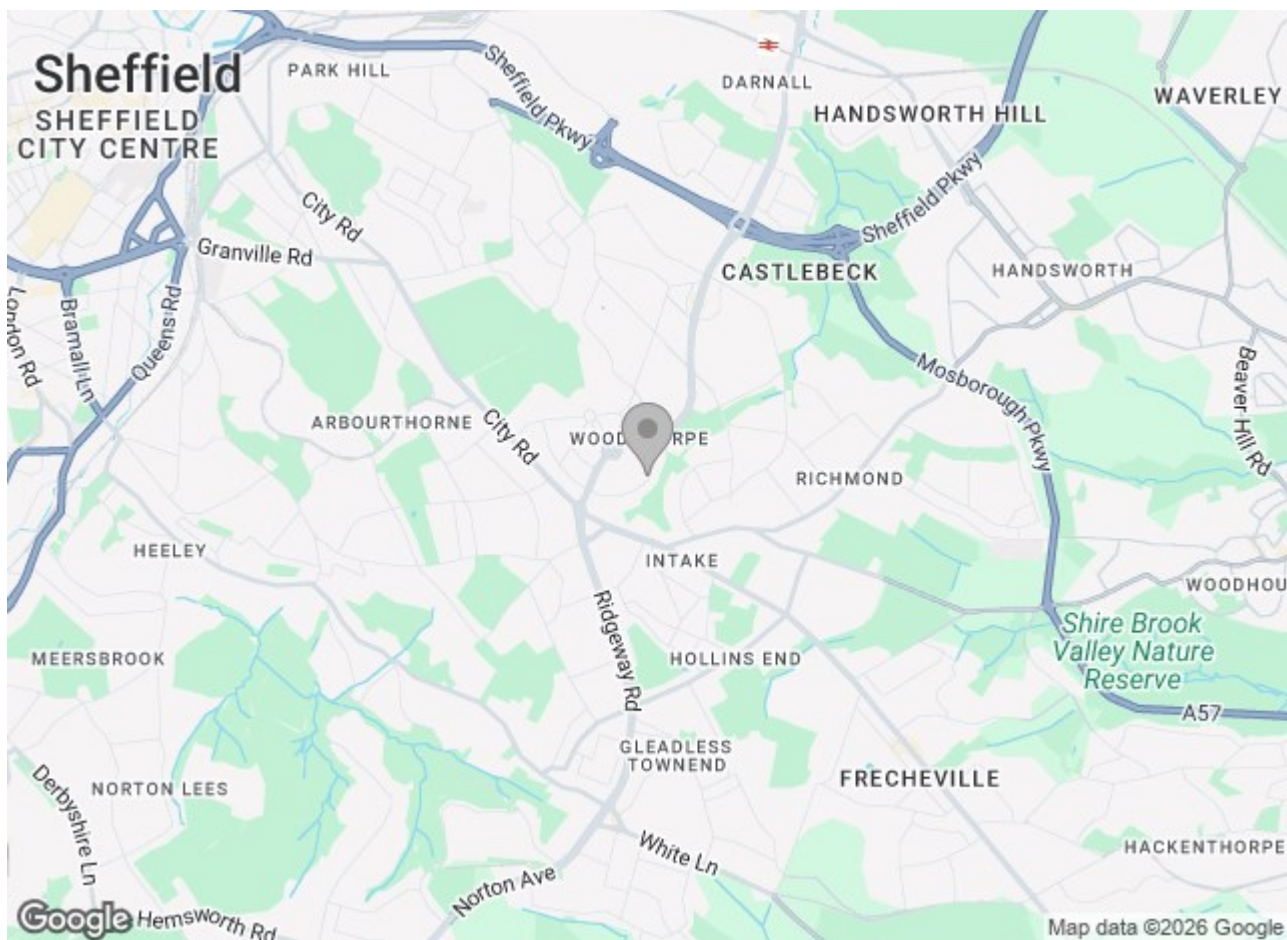 Sheffield
SHEFFIELD
CITY CENTRE
PARK HILL
Sheffield Pkwy
DARNALL
HANDSWORTH HILL
WAVERLEY
City Rd
Granville Rd
Sheffield Pkwy
CASTLEBECK
HANDSWORTH
London Rd
Bramall Ln
Queens Rd
Mosborough Pkwy
Beaver Hill Rd
ARBOURTHORNE
City Rd
RICHMOND
HEELEY
INTAKE
WOODHOU
Ridgeway Rd
Shire Brook
Valley Nature
Reserve
MEERSBROOK
HOLLINS END
A57
GLEADLESS
TOWNEND
Derbyshire Ln
NORTON LEES
FRECHEVILLE
White Ln
HACKENTHORPE
Norton Ave
Google
Hemsworth Rd
Map data ©2026 Google